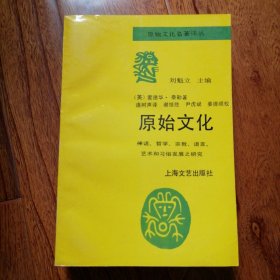 原始文化名著译丛
刘魁立 主编
(英)爱德华·泰勒著
连树声译 谢继胜 尹虎彬 姜德顺校
原始文化
神话、哲学、宗教、语言、
艺术和习俗发展之研究
上海文艺出版社